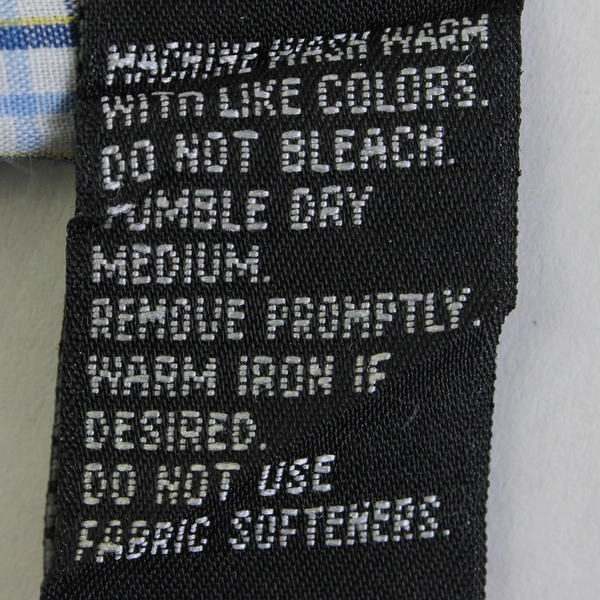 MACHINE WASH WARM
WITH LIKE COLORS.
DO NOT BLEACH.
TUMBLE DRY
MEDIUM.
REMOVE PROMPTLY.
WARM IRON IF
DESIRED.
DO NOT USE
FABRIC SOFTENERS.